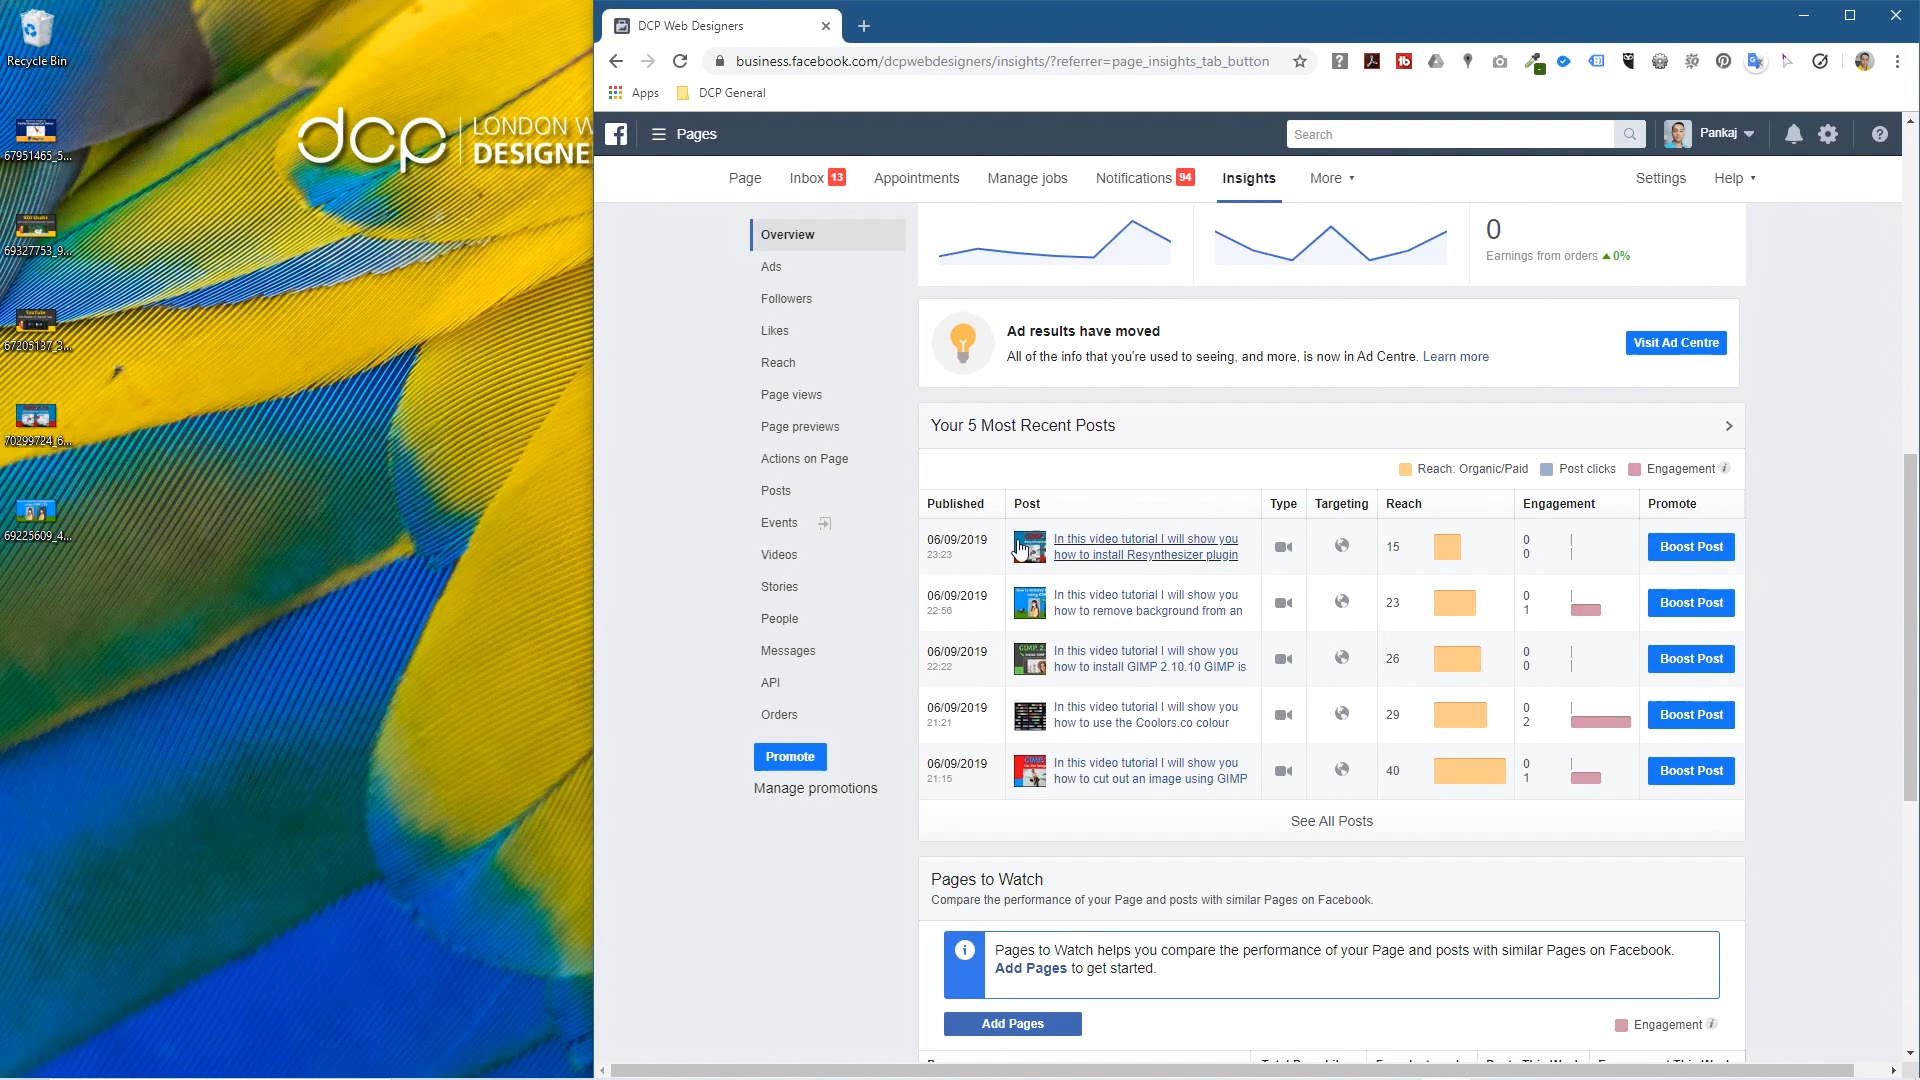 Recycle Bin
67951465_5...
69327753_9...
67205137_3...
70299724_6...
69225609_4...
dcp
LONDON W
DESIGNE
DCP Web Designers
business.facebook.com/dcpwebdesigners/insights/?referrer=page_insights_tab_button
Apps
DCP General
Pages
Search
Pankaj
Page
Inbox 13
Appointments
Manage jobs
Notifications 94
Insights
More
Settings
Help
Overview
Ads
Followers
Likes
Reach
Page views
Page previews
Actions on Page
Posts
Events
Videos
Stories
People
Messages
API
Orders
Promote
Manage promotions
0
Earnings from orders 0%
Ad results have moved
All of the info that you're used to seeing, and more, is now in Ad Centre. Learn more
Visit Ad Centre
Your 5 Most Recent Posts
Reach: Organic/Paid Post clicks Engagement
Published Post Type Targeting Reach Engagement Promote
06/09/2019
23:23
In this video tutorial I will show you
how to install Resynthesizer plugin
15
0
0
Boost Post
06/09/2019
22:56
In this video tutorial I will show you
how to remove background from an
23
0
1
Boost Post
06/09/2019
22:22
In this video tutorial I will show you
how to install GIMP 2.10.10 GIMP is
26
0
0
Boost Post
06/09/2019
21:21
In this video tutorial I will show you
how to use the Coolors.co colour
29
0
2
Boost Post
06/09/2019
21:15
In this video tutorial I will show you
how to cut out an image using GIMP
40
0
1
Boost Post
See All Posts
Pages to Watch
Compare the performance of your Page and posts with similar Pages on Facebook.
Pages to Watch helps you compare the performance of your Page and posts with similar Pages on Facebook.
Add Pages to get started.
Add Pages
Engagement